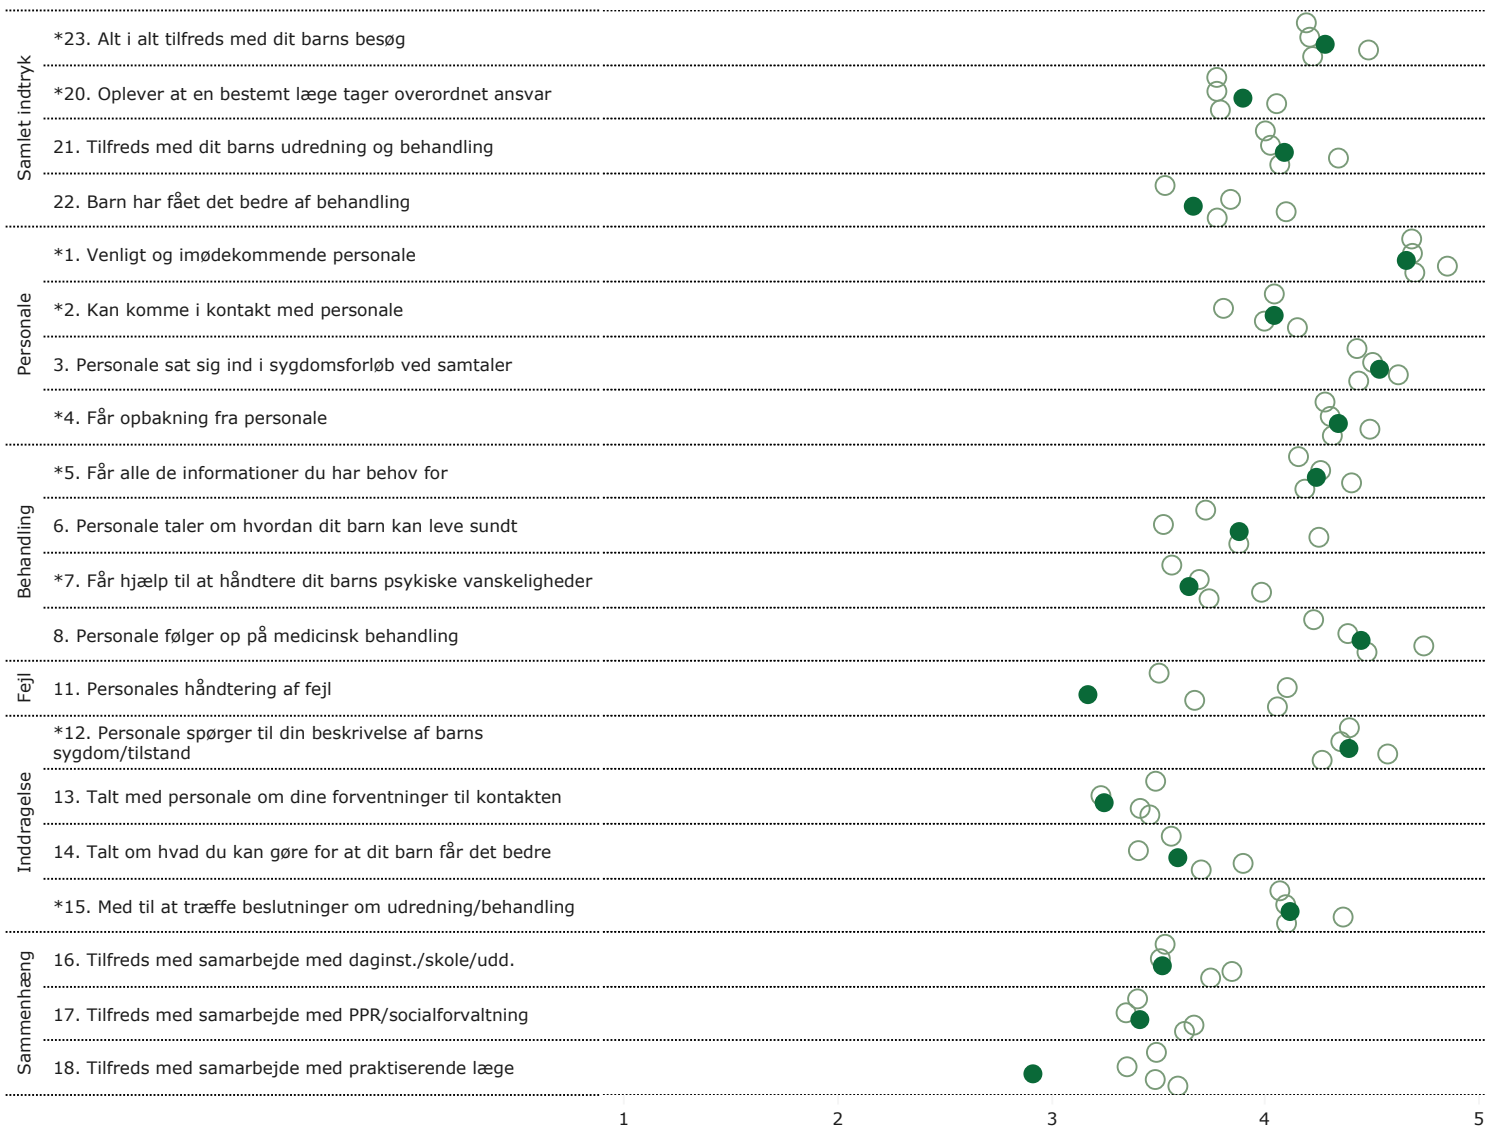 Samlet indtryk
*23. Alt i alt tilfreds med dit barns besøg
*20. Oplever at en bestemt læge tager overordnet ansvar
21. Tilfreds med dit barns udredning og behandling
22. Barn har fået det bedre af behandling
Personale
*1. Venligt og imødekommende personale
*2. Kan komme i kontakt med personale
3. Personale sat sig ind i sygdomsforløb ved samtaler
*4. Får opbakning fra personale
Behandling
*5. Får alle de informationer du har behov for
6. Personale taler om hvordan dit barn kan leve sundt
*7. Får hjælp til at håndtere dit barns psykiske vanskeligheder
8. Personale følger op på medicinsk behandling
Fejl
11. Personales håndtering af fejl
Inddragelse
*12. Personale spørger til din beskrivelse af barns
sygdom/tilstand
13. Talt med personale om dine forventninger til kontakten
14. Talt om hvad du kan gøre for at dit barn får det bedre
*15. Med til at træffe beslutninger om udredning/behandling
Sammenhæng
16. Tilfreds med samarbejde med daginst./skole/udd.
17. Tilfreds med samarbejde med PPR/socialforvaltning
18. Tilfreds med samarbejde med praktiserende læge
1 2 3 4 5